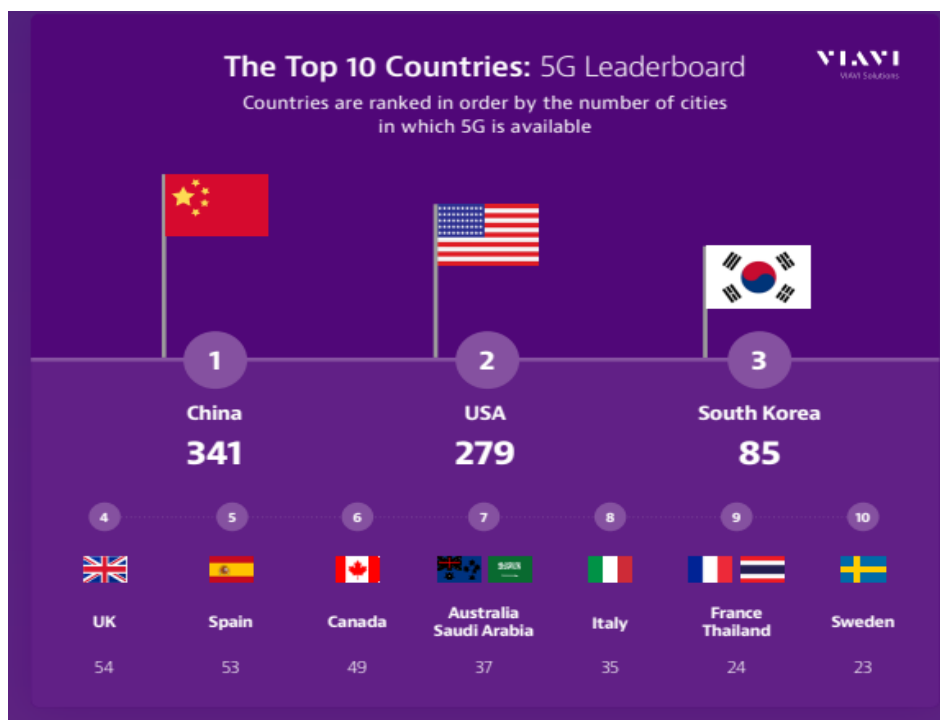 The Top 10 Countries: 5G Leaderboard
VIAVI
VIAVI Solutions
Countries are ranked in order by the number of cities
in which 5G is available
1
2
3
China
USA
South Korea
341
279
85
4
5
6
7
8
9
10
UK
Spain
Canada
Australia
Saudi Arabia
Italy
France
Thailand
Sweden
54
53
49
37
35
24
23